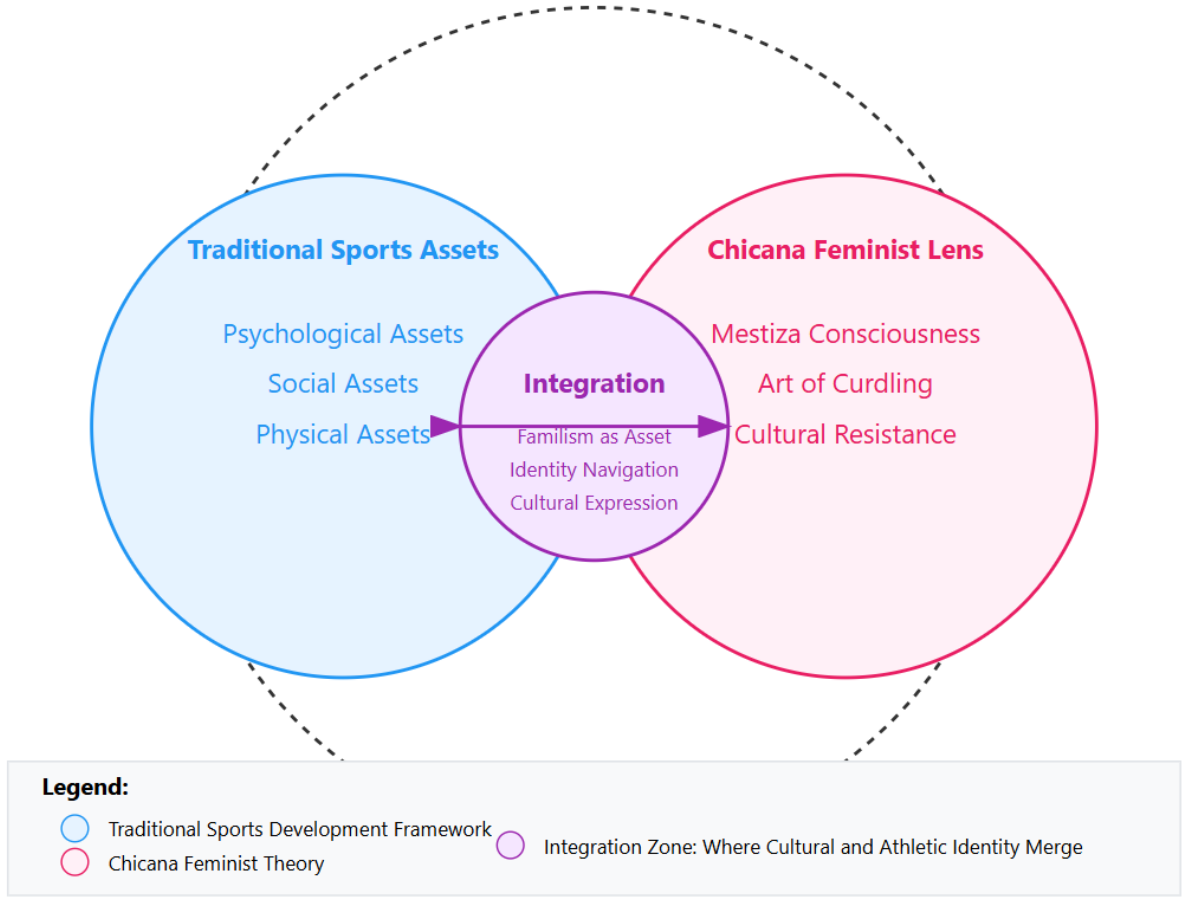 Traditional Sports Assets
Psychological Assets
Social Assets
Physical Assets
Integration
Familism as Asset
Identity Navigation
Cultural Expression
Chicana Feminist Lens
Mestiza Consciousness
Art of Curdling
Cultural Resistance
Legend:
Traditional Sports Development Framework
Chicana Feminist Theory
Integration Zone: Where Cultural and Athletic Identity Merge